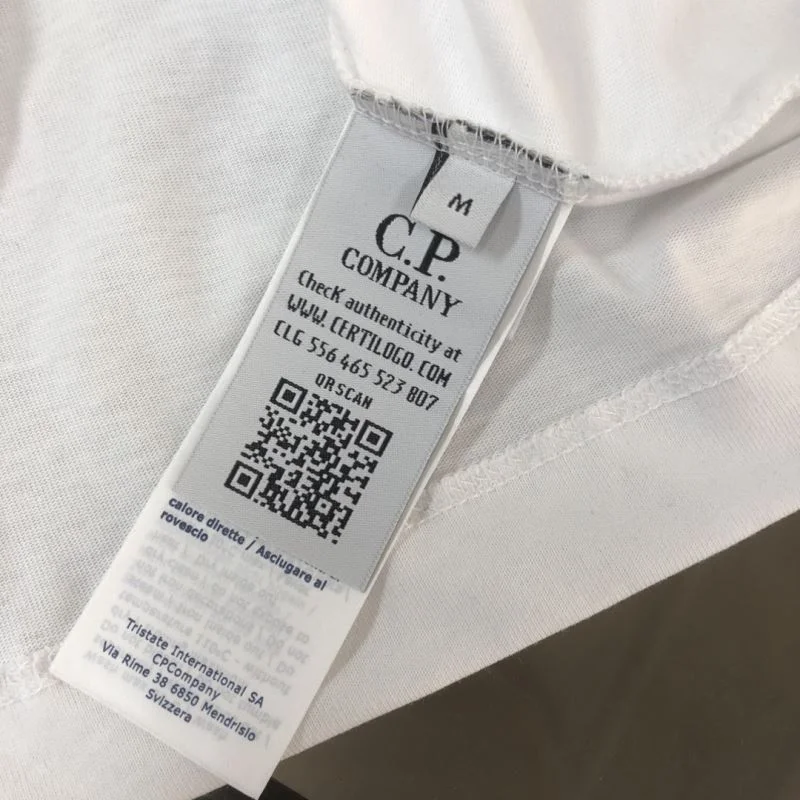 M
C.P.
COMPANY
ChecK authenticity at
WWW. CERTILOGO. COM
CLG 556 465 523 807
QR SCAN
calore dirette / Asciugare al
rovescio
Tristate International SA
CPCompany
Via Rime 38 6850 Mendrisio
Svizzera